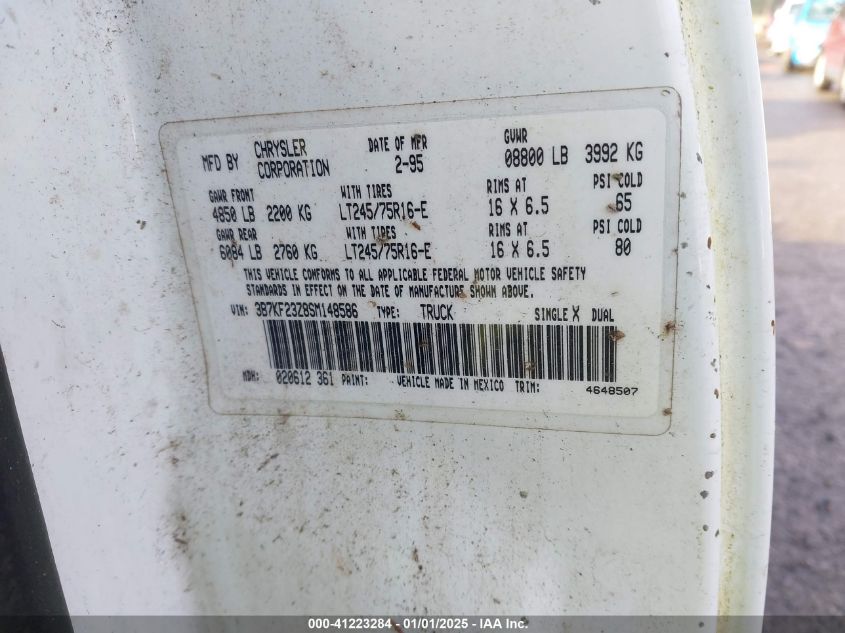 MFD BY CHRYSLER CORPORATION DATE OF MFR 2-95 GVWR 08800 LB 3992 KG
GAWR FRONT WITH TIRES RIMS AT PSI COLD
4850 LB 2200 KG LT245/75R16-E 16 X 6.5 65
GAWR REAR WITH TIRES RIMS AT PSI COLD
6084 LB 2760 KG LT245/75R16-E 16 X 6.5 80
THIS VEHICLE CONFORMS TO ALL APPLICABLE FEDERAL MOTOR VEHICLE SAFETY
STANDARDS IN EFFECT ON THE DATE OF MANUFACTURE SHOWN ABOVE.
VIN: 3B7KF23Z8SM148586 TYPE: TRUCK SINGLE X DUAL
MDH: 020612 361 PAINT: VEHICLE MADE IN MEXICO TRIM:
4648507
000-41223284 - 01/01/2025 - IAA Inc.